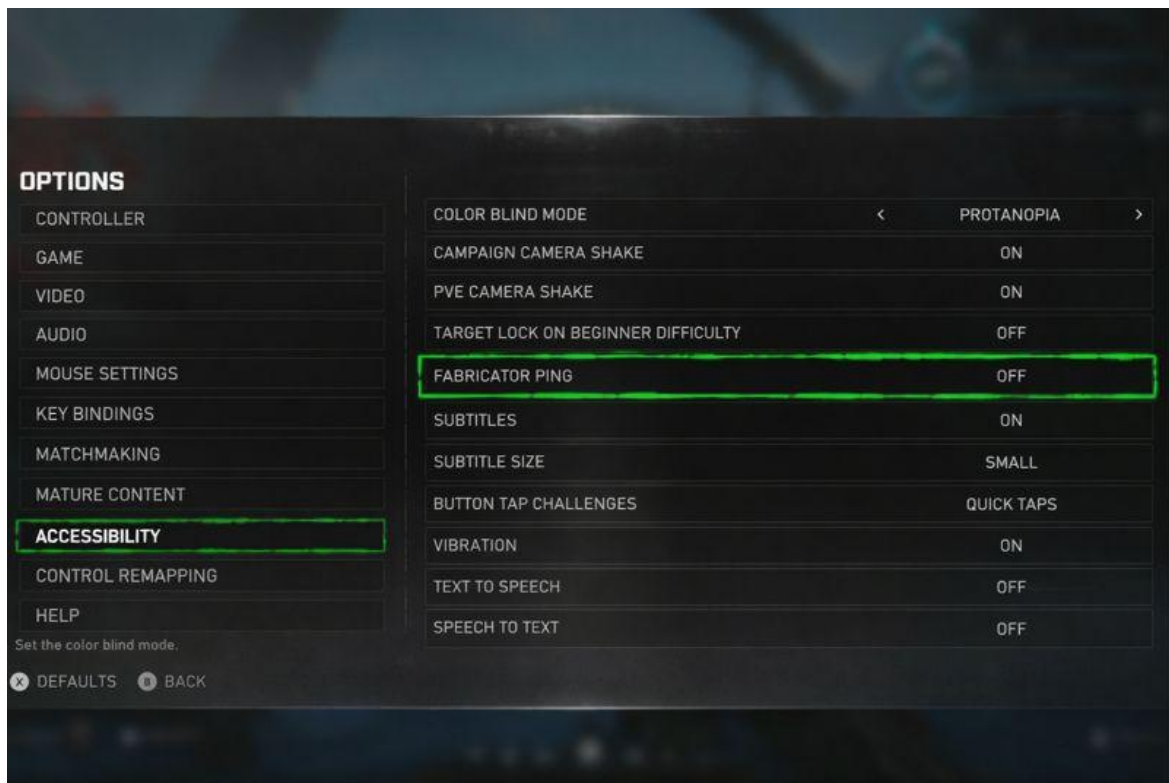 OPTIONS
CONTROLLER
GAME
VIDEO
AUDIO
MOUSE SETTINGS
KEY BINDINGS
MATCHMAKING
MATURE CONTENT
ACCESSIBILITY
CONTROL REMAPPING
HELP
Set the color blind mode.
X DEFAULTS B BACK
COLOR BLIND MODE < PROTANOPIA >
CAMPAIGN CAMERA SHAKE ON
PVE CAMERA SHAKE ON
TARGET LOCK ON BEGINNER DIFFICULTY OFF
FABRICATOR PING OFF
SUBTITLES ON
SUBTITLE SIZE SMALL
BUTTON TAP CHALLENGES QUICK TAPS
VIBRATION ON
TEXT TO SPEECH OFF
SPEECH TO TEXT OFF